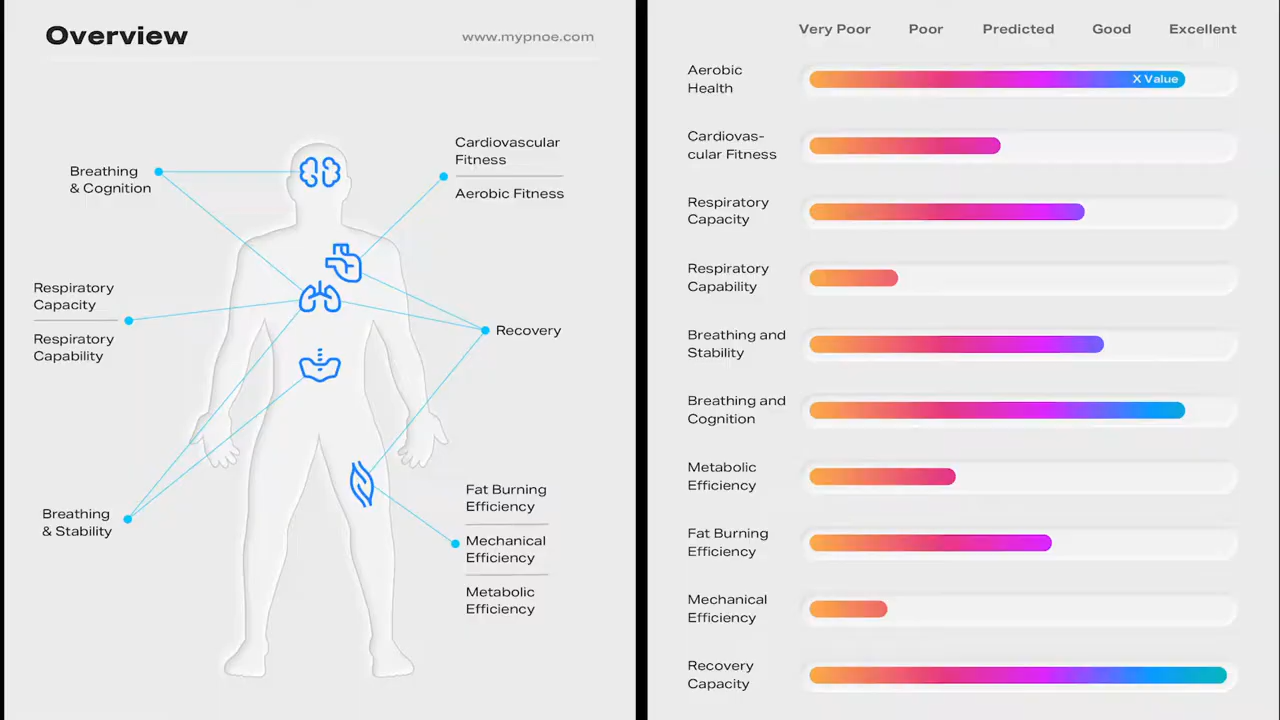 Overview
www.mypnoe.com
Breathing
& Cognition
Cardiovascular
Fitness
Aerobic Fitness
Respiratory
Capacity
Respiratory
Capability
Recovery
Breathing
& Stability
Fat Burning
Efficiency
Mechanical
Efficiency
Metabolic
Efficiency
Very Poor Poor Predicted Good Excellent
Aerobic
Health
X Value
Cardiovas-
cular Fitness
Respiratory
Capacity
Respiratory
Capability
Breathing and
Stability
Breathing and
Cognition
Metabolic
Efficiency
Fat Burning
Efficiency
Mechanical
Efficiency
Recovery
Capacity